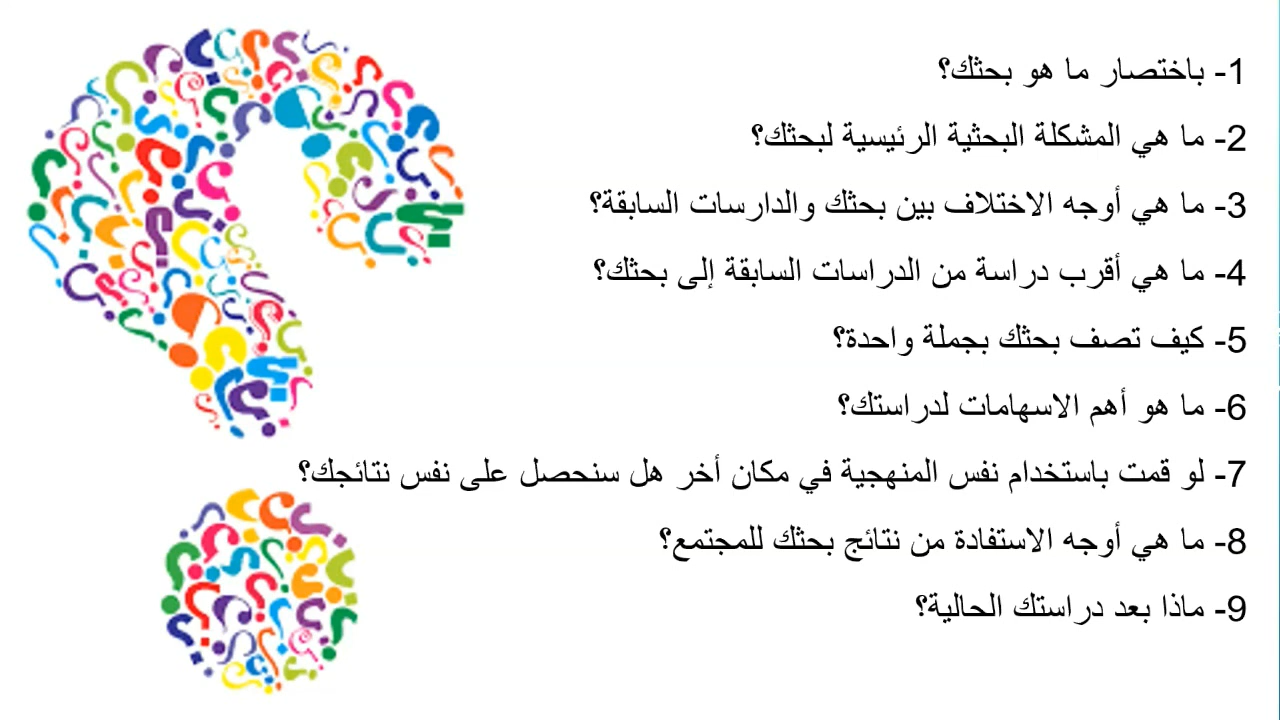 1- باختصار ما هو بحثك؟
2- ما هي المشكلة البحثية الرئيسية لبحثك؟
3- ما هي أوجه الاختلاف بين بحثك والدارسات السابقة؟
4- ما هي أقرب دراسة من الدراسات السابقة إلى بحثك؟
5- كيف تصف بحثك بجملة واحدة؟
6- ما هو أهم الاسهامات لدراستك؟
7- لو قمت باستخدام نفس المنهجية في مكان أخر هل سنحصل على نفس نتائجك؟
8- ما هي أوجه الاستفادة من نتائج بحثك للمجتمع؟
9- ماذا بعد دراستك الحالية؟